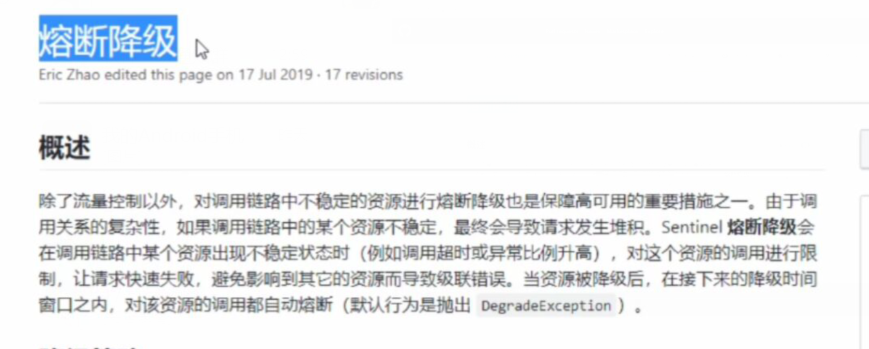 熔断降级
Eric Zhao edited this page on 17 Jul 2019 · 17 revisions
概述
除了流量控制以外，对调用链路中不稳定的资源进行熔断降级也是保障高可用的重要措施之一。由于调
用关系的复杂性，如果调用链路中的某个资源不稳定，最终会导致请求发生堆积。Sentinel 熔断降级会
在调用链路中某个资源出现不稳定状态时（例如调用超时或异常比例升高），对这个资源的调用进行限
制，让请求快速失败，避免影响到其它的资源而导致级联错误。当资源被降级后，在接下来的降级时间
窗口之内，对该资源的调用都自动熔断（默认行为是抛出 DegradeException）。